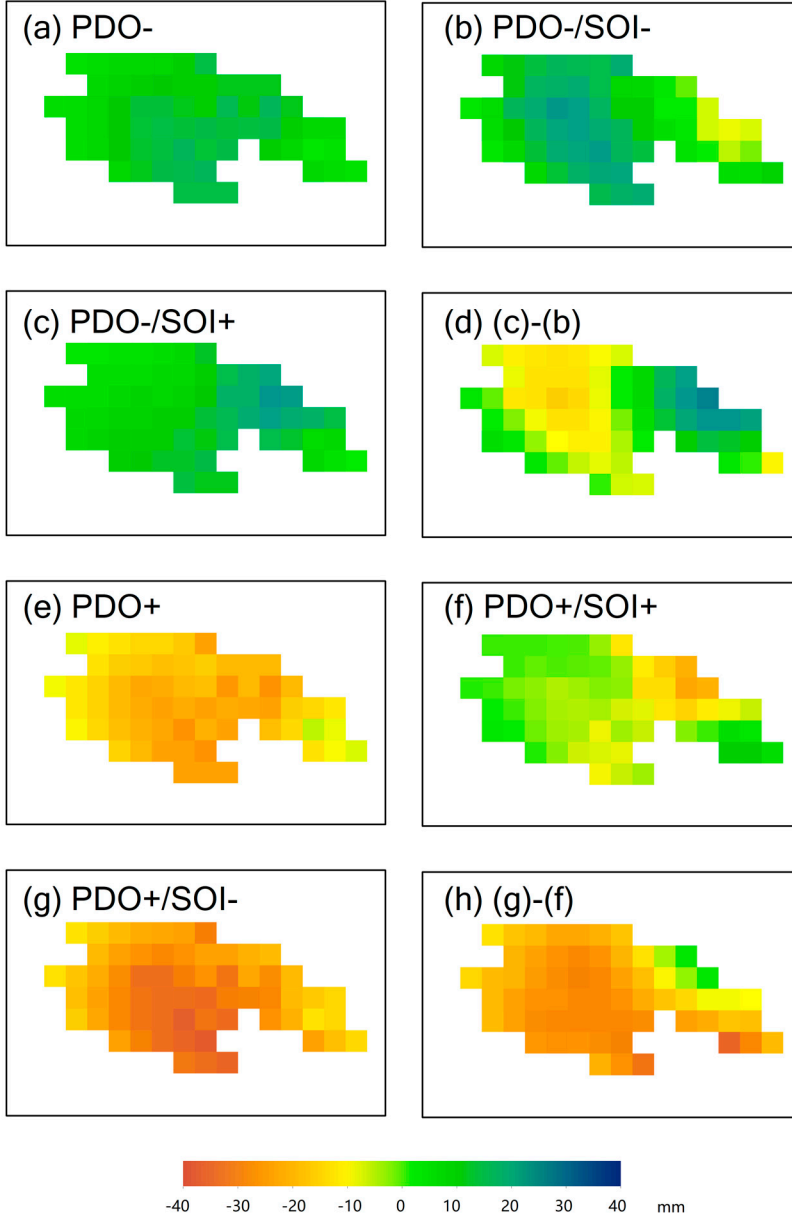 (a) PDO-
(b) PDO-/SOI-
(c) PDO-/SOI+
(d) (c)-(b)
(e) PDO+
(f) PDO+/SOI+
(g) PDO+/SOI-
(h) (g)-(f)
-40 -30 -20 -10 0 10 20 30 40 mm